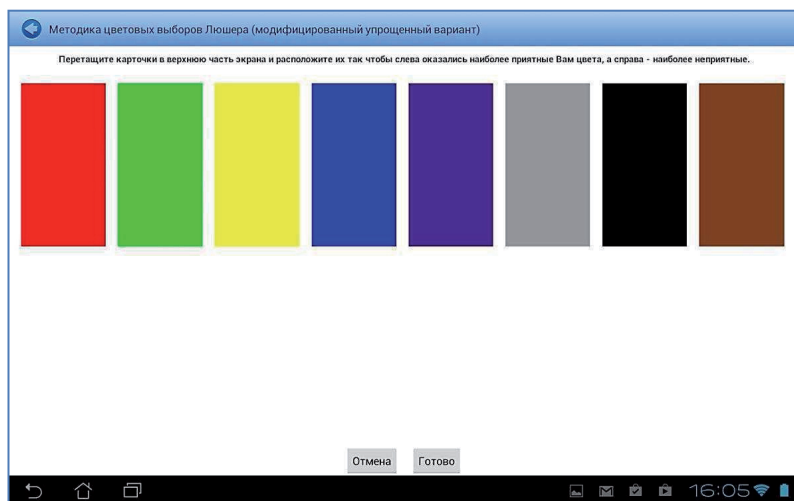 Методика цветовых выборов Люшера (модифицированный упрощенный вариант)
Перетащите карточки в верхнюю часть экрана и расположите их так чтобы слева оказались наиболее приятные Вам цвета, а справа - наиболее неприятные.
Отмена Готово
16:05